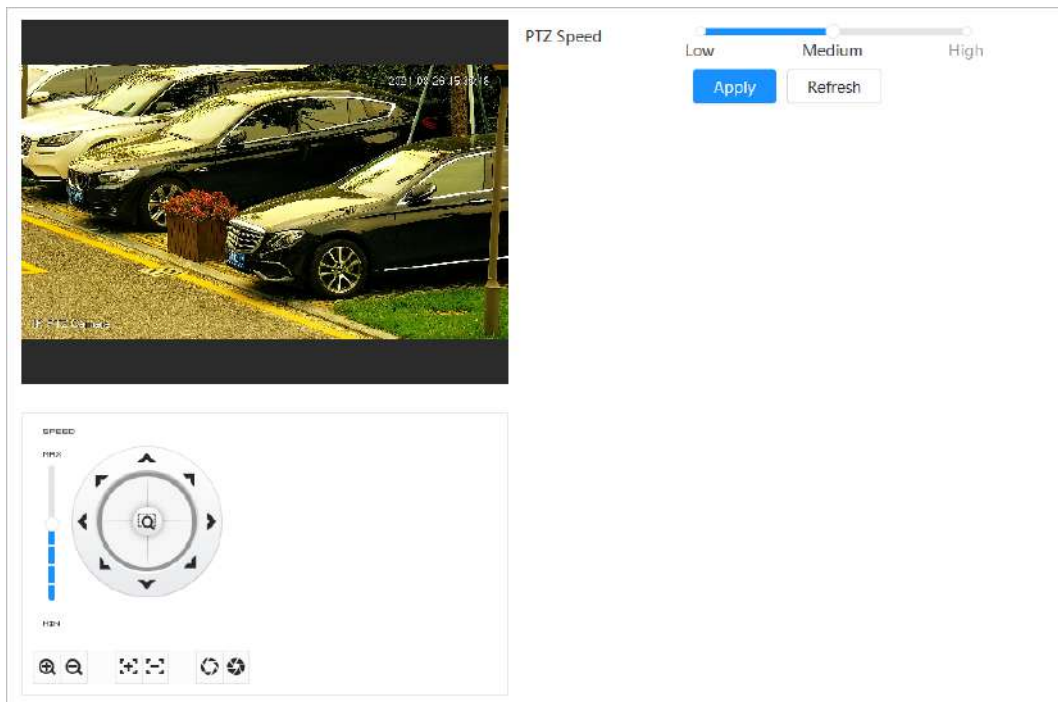 PTZ Speed
Low Medium High
Apply Refresh
SPEED
MAX
MIN